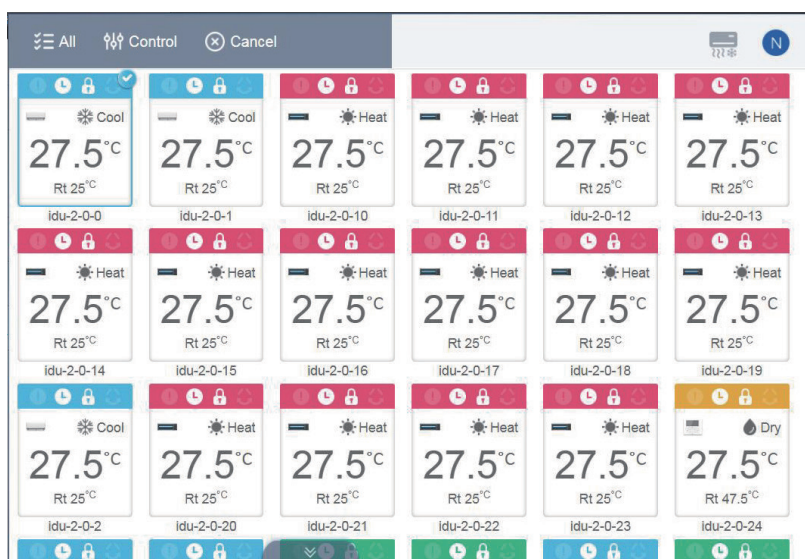 All Control Cancel N
Cool Cool Heat Heat Heat Heat
27.5°C 27.5°C 27.5°C 27.5°C 27.5°C 27.5°C
Rt 25°C Rt 25°C Rt 25°C Rt 25°C Rt 25°C Rt 25°C
idu-2-0-0 idu-2-0-1 idu-2-0-10 idu-2-0-11 idu-2-0-12 idu-2-0-13
Heat Heat Heat Heat Heat Heat
27.5°C 27.5°C 27.5°C 27.5°C 27.5°C 27.5°C
Rt 25°C Rt 25°C Rt 25°C Rt 25°C Rt 25°C Rt 25°C
idu-2-0-14 idu-2-0-15 idu-2-0-16 idu-2-0-17 idu-2-0-18 idu-2-0-19
Cool Heat Heat Heat Heat Dry
27.5°C 27.5°C 27.5°C 27.5°C 27.5°C 27.5°C
Rt 25°C Rt 25°C Rt 25°C Rt 25°C Rt 25°C Rt 47.5°C
idu-2-0-2 idu-2-0-20 idu-2-0-21 idu-2-0-22 idu-2-0-23 idu-2-0-24